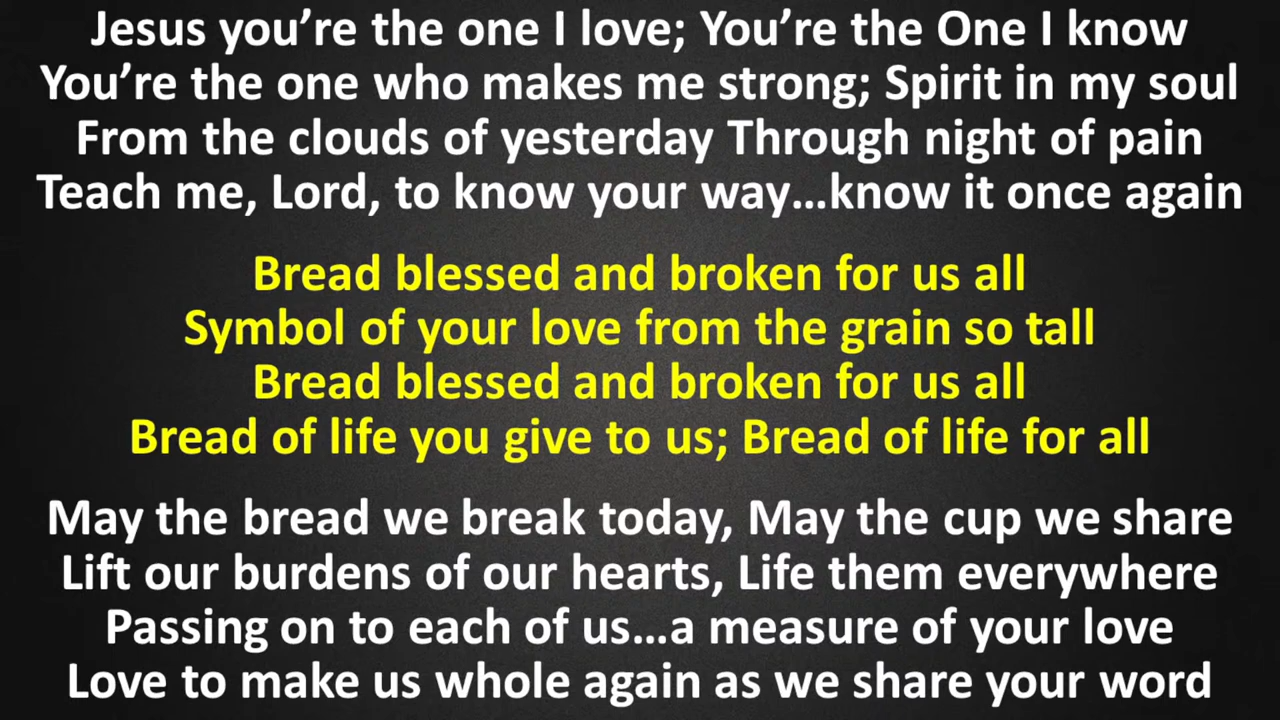 Jesus you’re the one I love; You’re the One I know
You’re the one who makes me strong; Spirit in my soul
From the clouds of yesterday Through night of pain
Teach me, Lord, to know your way…know it once again
Bread blessed and broken for us all
Symbol of your love from the grain so tall
Bread blessed and broken for us all
Bread of life you give to us; Bread of life for all
May the bread we break today, May the cup we share
Lift our burdens of our hearts, Life them everywhere
Passing on to each of us…a measure of your love
Love to make us whole again as we share your word